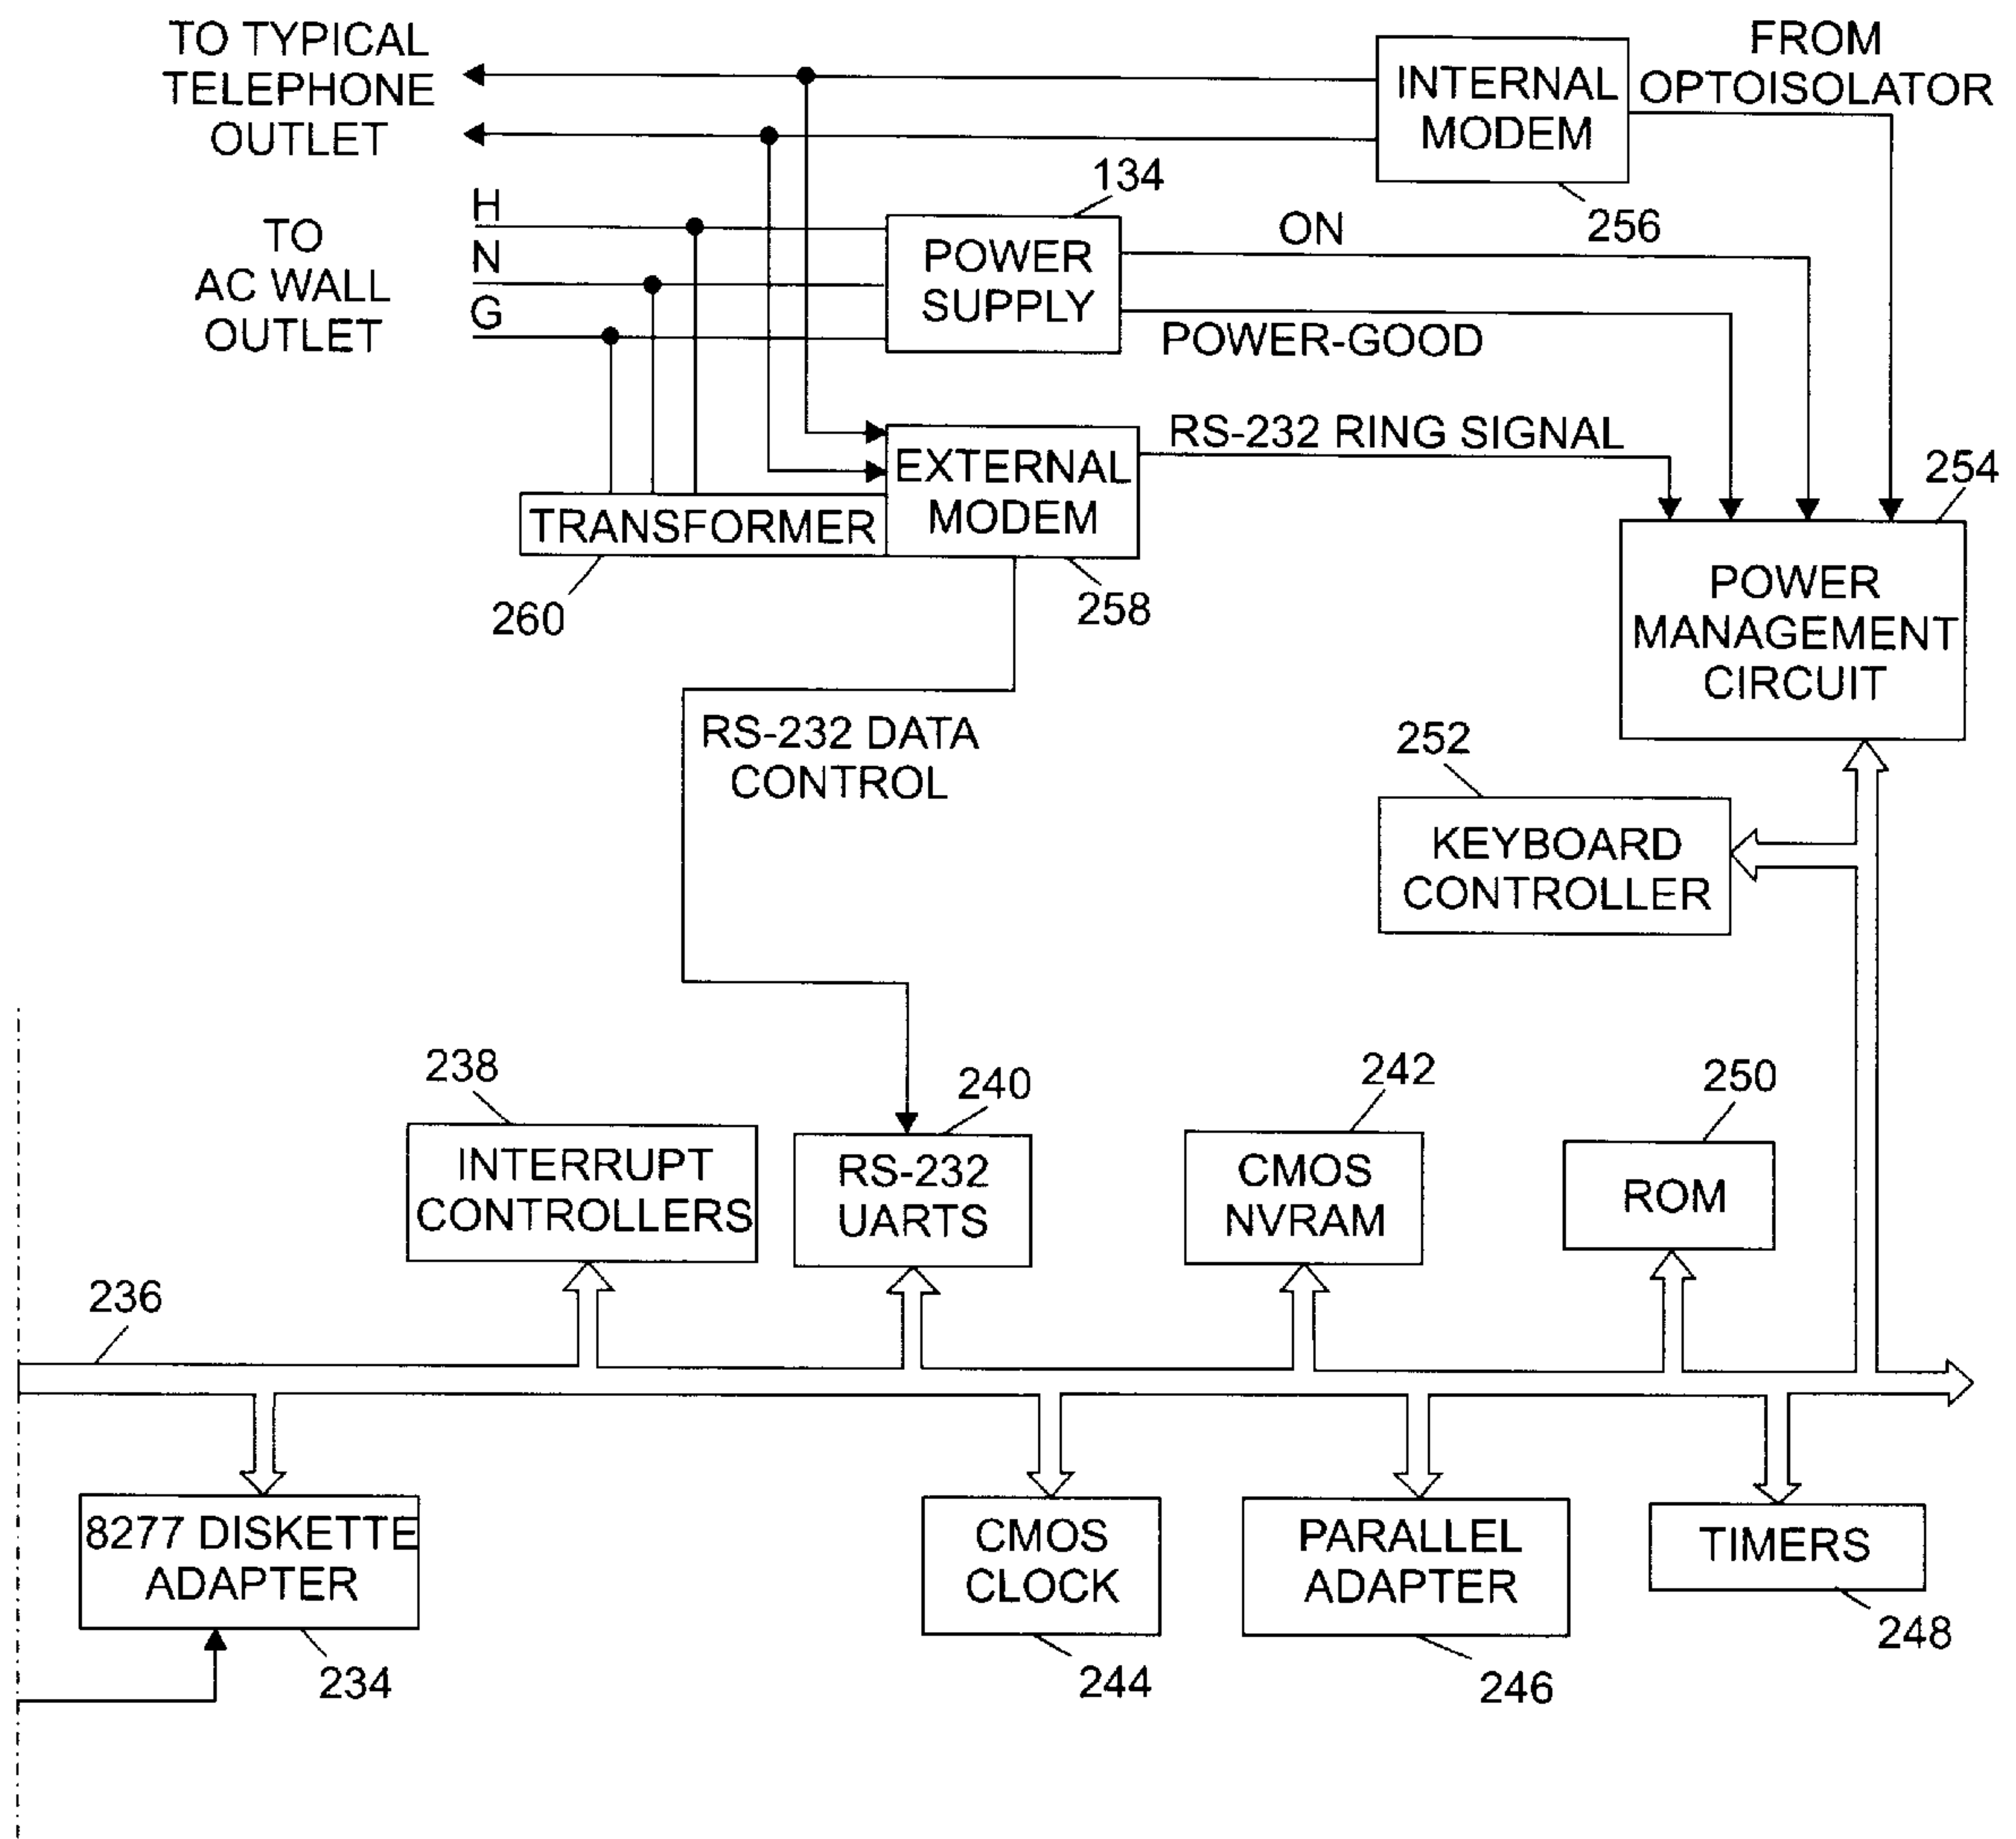 TO TYPICAL
TELEPHONE
OUTLET
INTERNAL
MODEM
FROM
OPTOISOLATOR
256
134
H
N
G
TO
AC WALL
OUTLET
POWER
SUPPLY
ON
POWER-GOOD
EXTERNAL
MODEM
RS-232 RING SIGNAL
254
TRANSFORMER
260
258
POWER
MANAGEMENT
CIRCUIT
RS-232 DATA
CONTROL
252
KEYBOARD
CONTROLLER
238
240
242
250
INTERRUPT
CONTROLLERS
RS-232
UARTS
CMOS
NVRAM
ROM
236
8277 DISKETTE
ADAPTER
CMOS
CLOCK
PARALLEL
ADAPTER
TIMERS
234
244
246
248